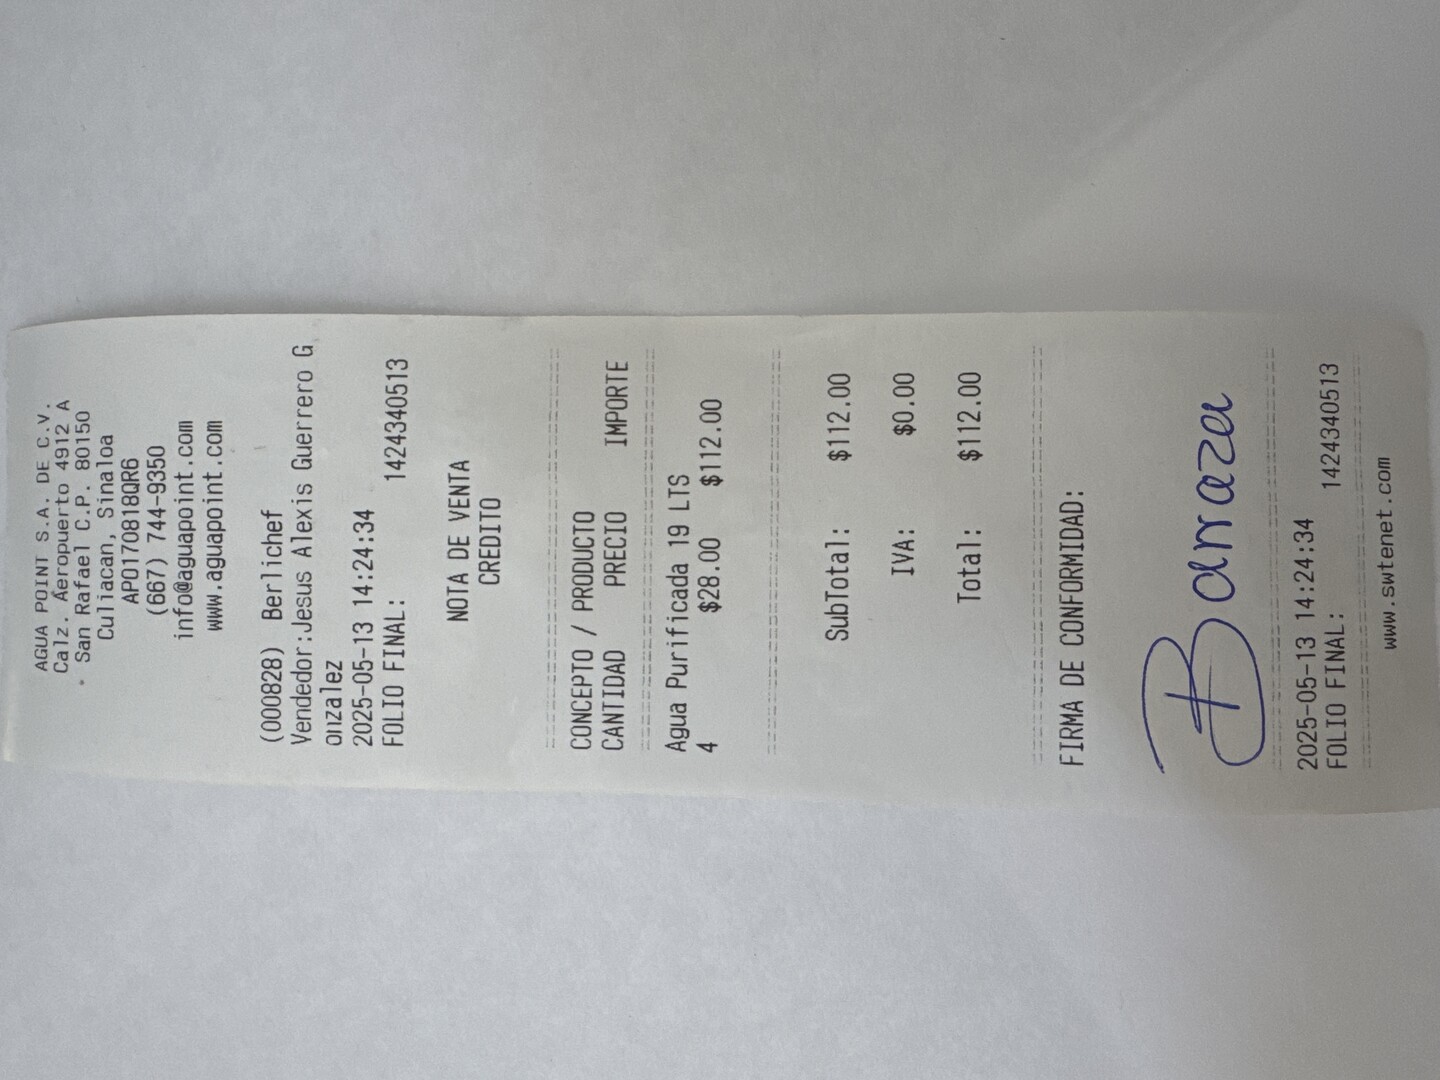 AGUA POINT S.A. DE C.V.
Calz. Aeropuerto 4912 A
San Rafael C.P. 80150
Culiacan, Sinaloa
APO170818QR6
(667) 744-9350
info@aguapoint.com
www.aguapoint.com
(000828) Berlichef
Vendedor:Jesus Alexis Guerrero G
onzalez
2025-05-13 14:24:34
FOLIO FINAL: 1424340513
NOTA DE VENTA
CREDITO
CONCEPTO / PRODUCTO
CANTIDAD PRECIO IMPORTE
Agua Purificada 19 LTS
4 $28.00 $112.00
SubTotal: $112.00
IVA: $0.00
Total: $112.00
FIRMA DE CONFORMIDAD:
2025-05-13 14:24:34
FOLIO FINAL: 1424340513
www.swtenet.com